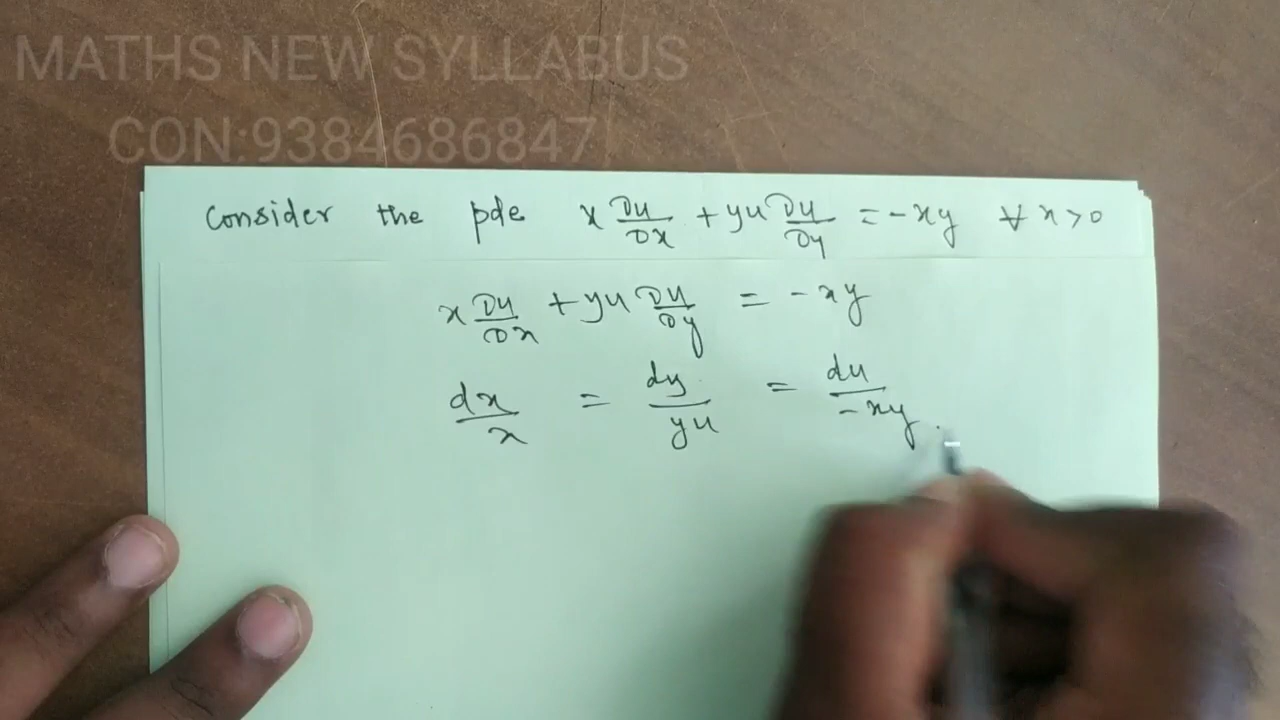 MATHS NEW SYLLABUS
CON:9384686847
Consider the pde x ∂u/∂x + yu ∂u/∂y = -xy ∀ x>0
x ∂u/∂x + yu ∂u/∂y = -xy
dx/x = dy/yu = du/-xy.